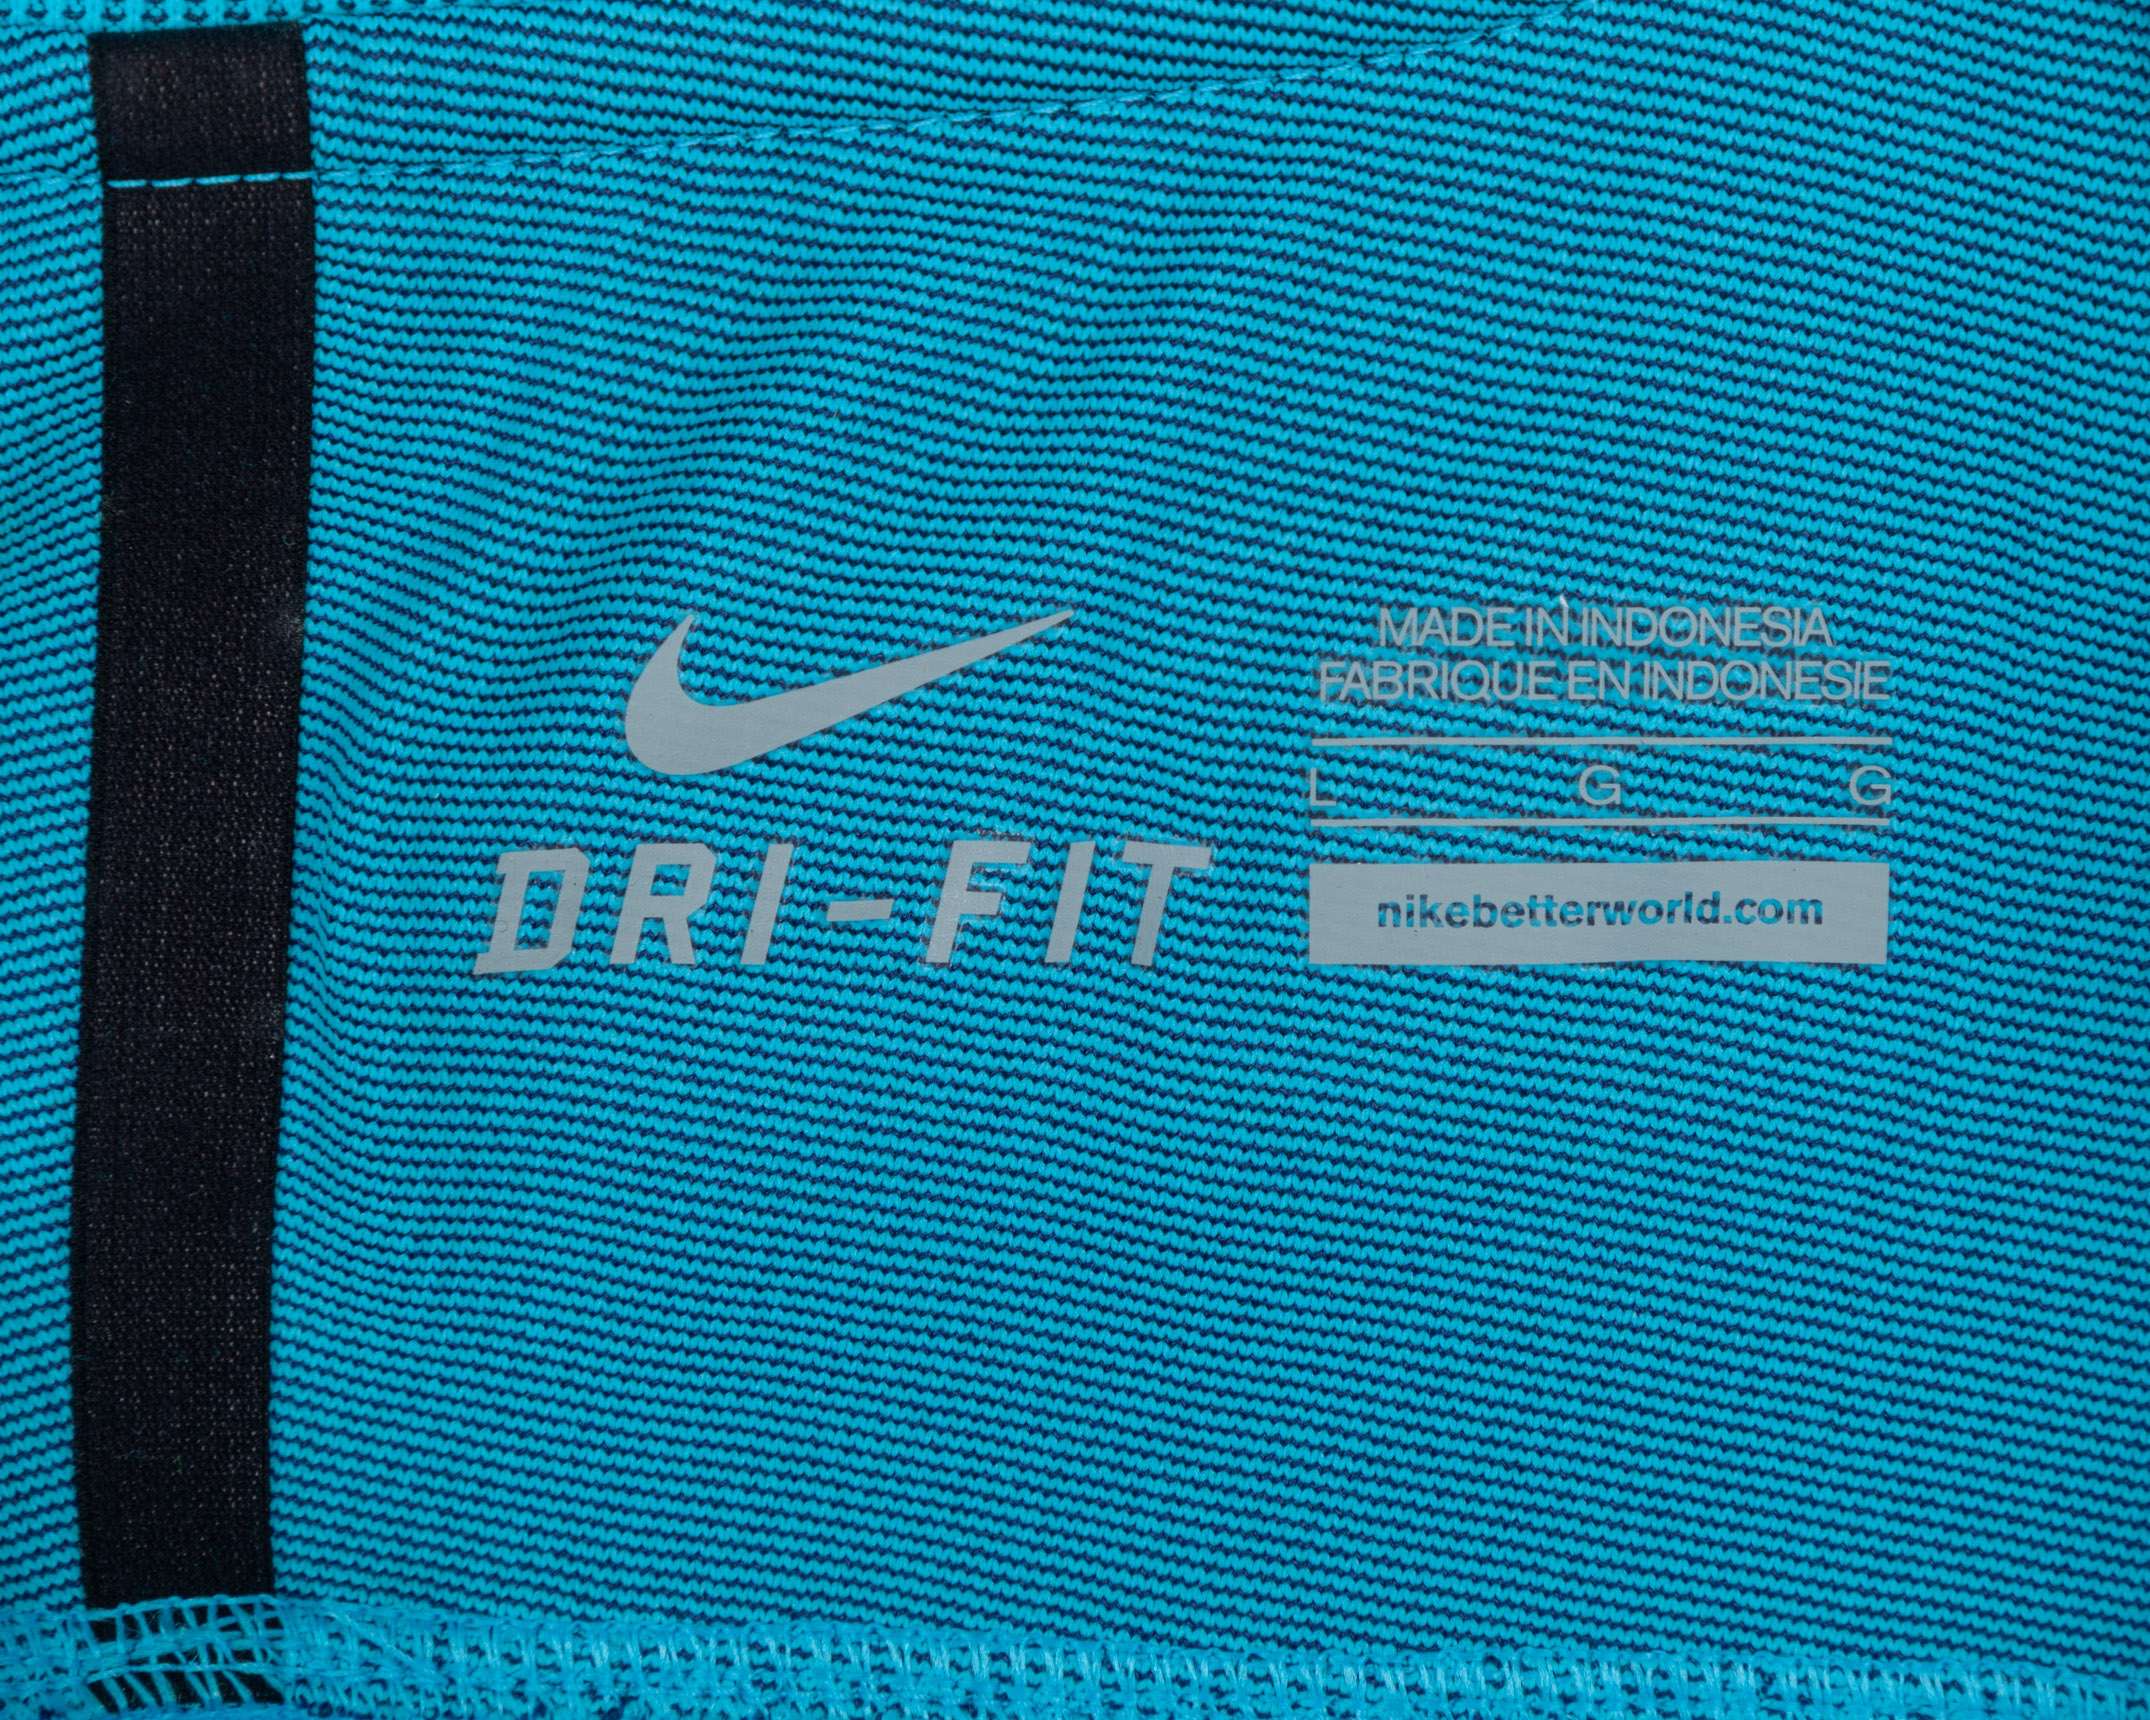 DRI-FIT
MADE IN INDONESIA
FABRIQUE EN INDONESIE
L G G
nikebetterworld.com